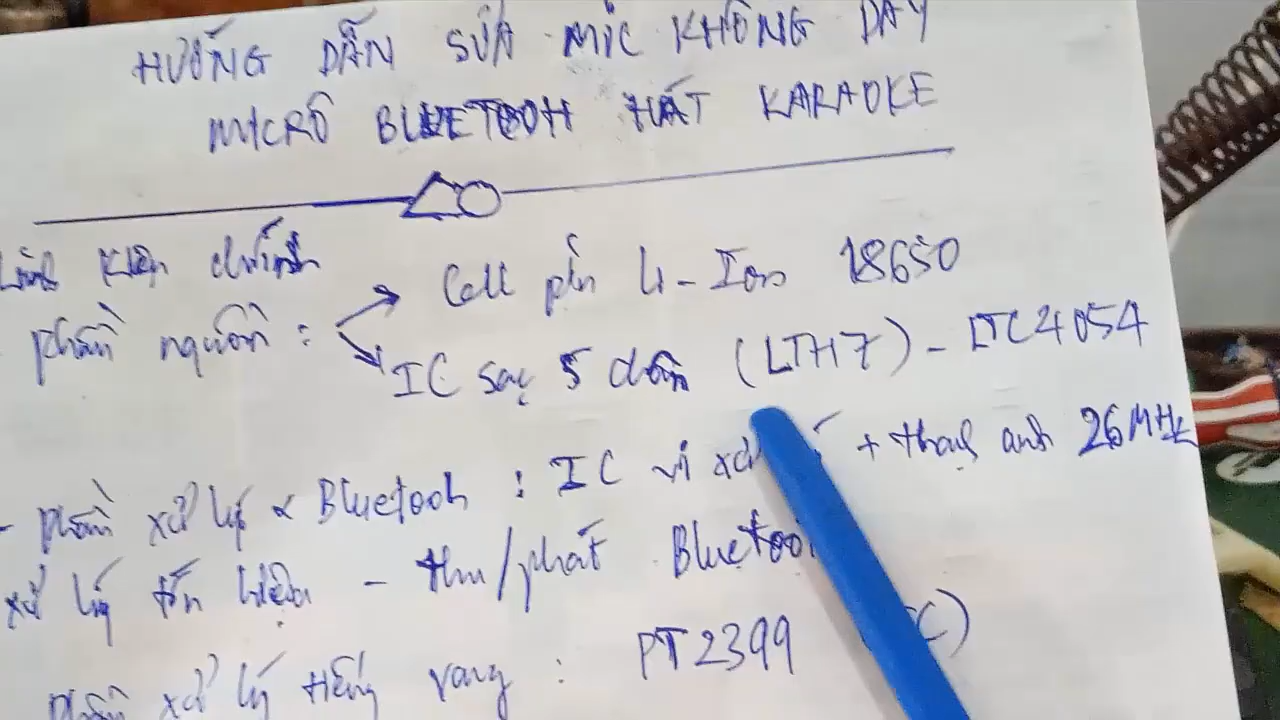 HƯỚNG DẪN SỬA MIC KHÔNG DÂY
MICRÔ BLUETOOH HÁT KARAOKE
Linh kiện chính
phần nguồn :
Cell pin Li-Ion 18650
IC sạc 5 chân (LTH7) - LTC4054
- phần xử lý & Bluetooh : IC vi xử + thạch anh 26MHz
xử lý tín hiệu - thu/phát Bluetoo
phần xử lý tiếng vang : PT2399 C)